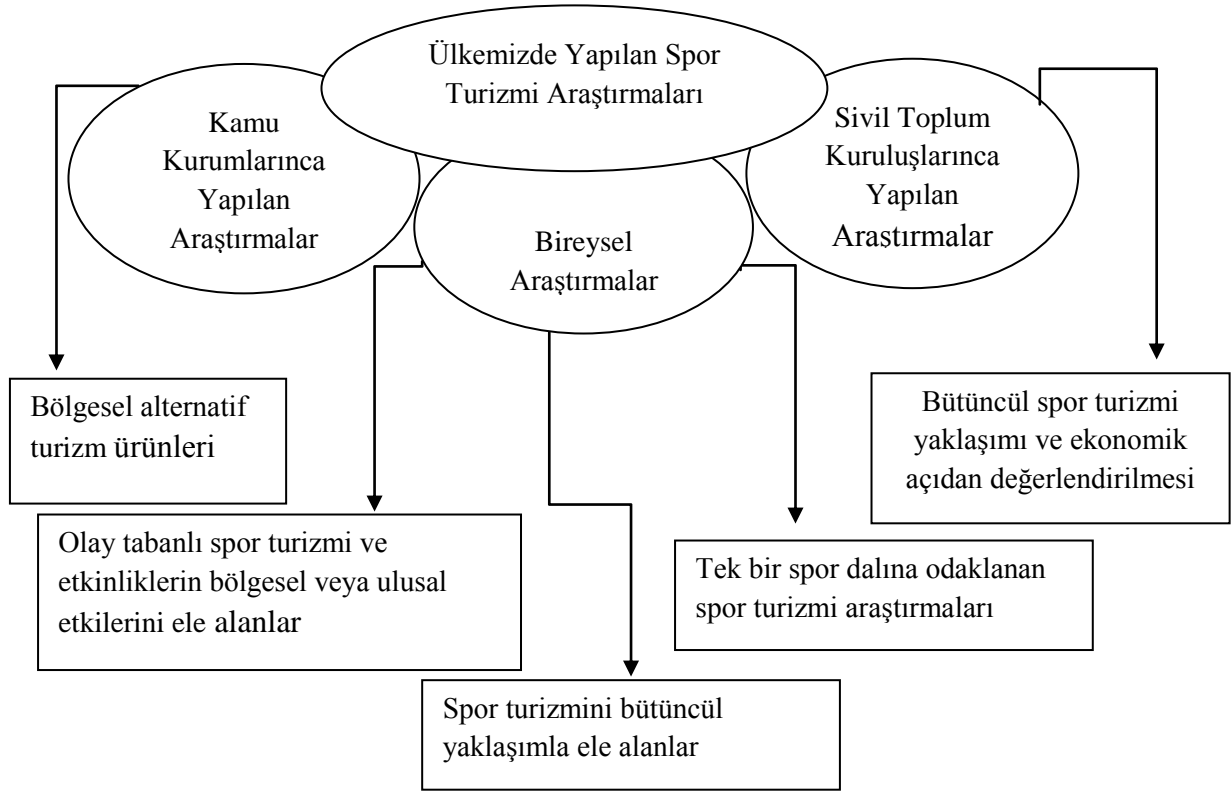 Ülkemizde Yapılan Spor
Turizmi Araştırmaları
Kamu
Kurumlarınca
Yapılan
Araştırmalar
Bireysel
Araştırmalar
Sivil Toplum
Kuruluşlarınca
Yapılan
Arastırmalar
Bölgesel alternatif
turizm ürünleri
Olay tabanlı spor turizmi ve
etkinliklerin bölgesel veya ulusal
etkilerini ele alanlar
Spor turizmini bütüncül
yaklaşımla ele alanlar
Tek bir spor dalına odaklanan
spor turizmi araştırmaları
Bütüncül spor turizmi
yaklaşımı ve ekonomik
açıdan değerlendirilmesi